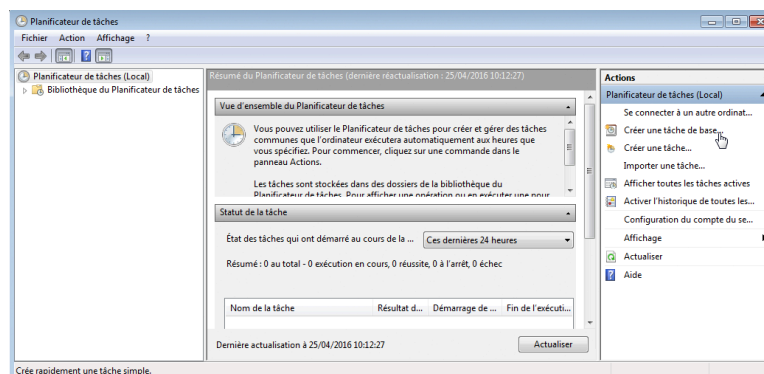 Planificateur de tâches
Fichier Action Affichage ?
Planificateur de tâches (Local)
Bibliothèque du Planificateur de tâches
Résumé du Planificateur de tâches (dernière réactualisation : 25/04/2016 10:12:27)
Vue d'ensemble du Planificateur de tâches
Vous pouvez utiliser le Planificateur de tâches pour créer et gérer des tâches
communes que l'ordinateur exécutera automatiquement aux heures que
vous spécifiez. Pour commencer, cliquez sur une commande dans le
panneau Actions.
Les tâches sont stockées dans des dossiers de la bibliothèque du
Planificateur de tâches. Pour afficher une opération ou en exécuter une pour
Statut de la tâche
État des tâches qui ont démarré au cours de la ... Ces dernières 24 heures
Résumé : 0 au total - 0 exécution en cours, 0 réussite, 0 à l'arrêt, 0 échec
Nom de la tâche Résultat d... Démarrage de ... Fin de l'exécuti...
Dernière actualisation à 25/04/2016 10:12:27 Actualiser
Actions
Planificateur de tâches (Local)
Se connecter à un autre ordinat...
Créer une tâche de base...
Créer une tâche...
Importer une tâche...
Afficher toutes les tâches actives
Activer l'historique de toutes les...
Configuration du compte du se...
Affichage
Actualiser
Aide
Crée rapidement une tâche simple.